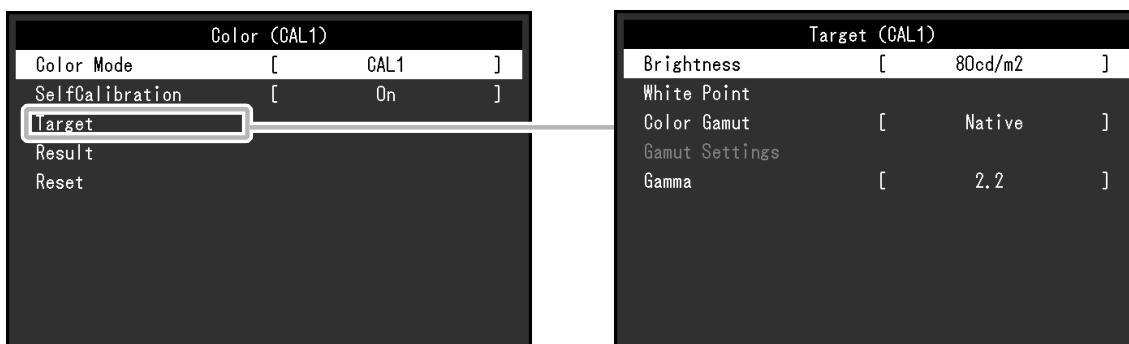 Color (CAL1)
Color Mode [ CAL1 ]
SelfCalibration [ On ]
Target
Result
Reset
Target (CAL1)
Brightness [ 80cd/m2 ]
White Point
Color Gamut [ Native ]
Gamut Settings
Gamma [ 2.2 ]